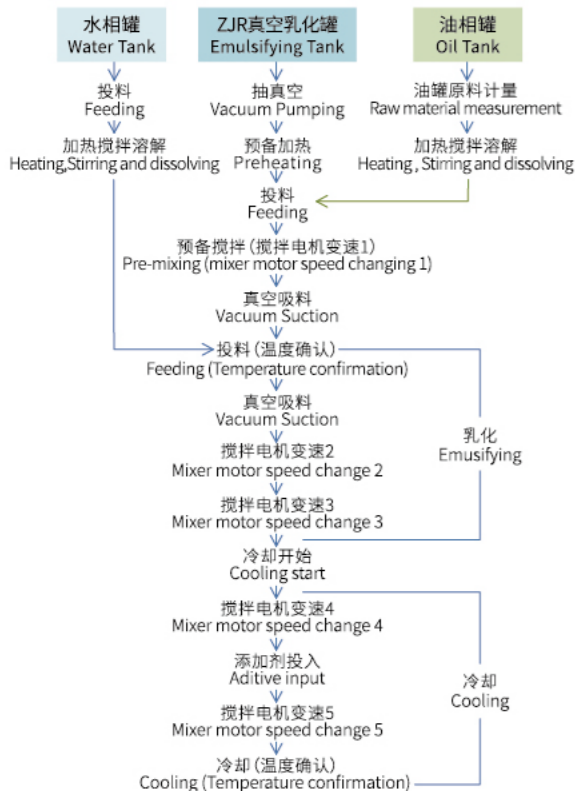 水相罐
Water Tank
ZJR真空乳化罐
Emulsifying Tank
油相罐
Oil Tank
投料
Feeding
抽真空
Vacuum Pumping
油罐原料计量
Raw material measurement
加热搅拌溶解
Heating,Stirring and dissolving
预备加热
Preheating
加热搅拌溶解
Heating , Stirring and dissolving
投料
Feeding
预备搅拌(搅拌电机变速1)
Pre-mixing (mixer motor speed changing 1)
真空吸料
Vacuum Suction
投料(温度确认)
Feeding (Temperature confirmation)
真空吸料
Vacuum Suction
搅拌电机变速2
Mixer motor speed change 2
乳化
Emusifying
搅拌电机变速3
Mixer motor speed change 3
冷却开始
Cooling start
搅拌电机变速4
Mixer motor speed change 4
添加剂投入
Aditive input
冷却
Cooling
搅拌电机变速5
Mixer motor speed change 5
冷却(温度确认)
Cooling (Temperature confirmation)